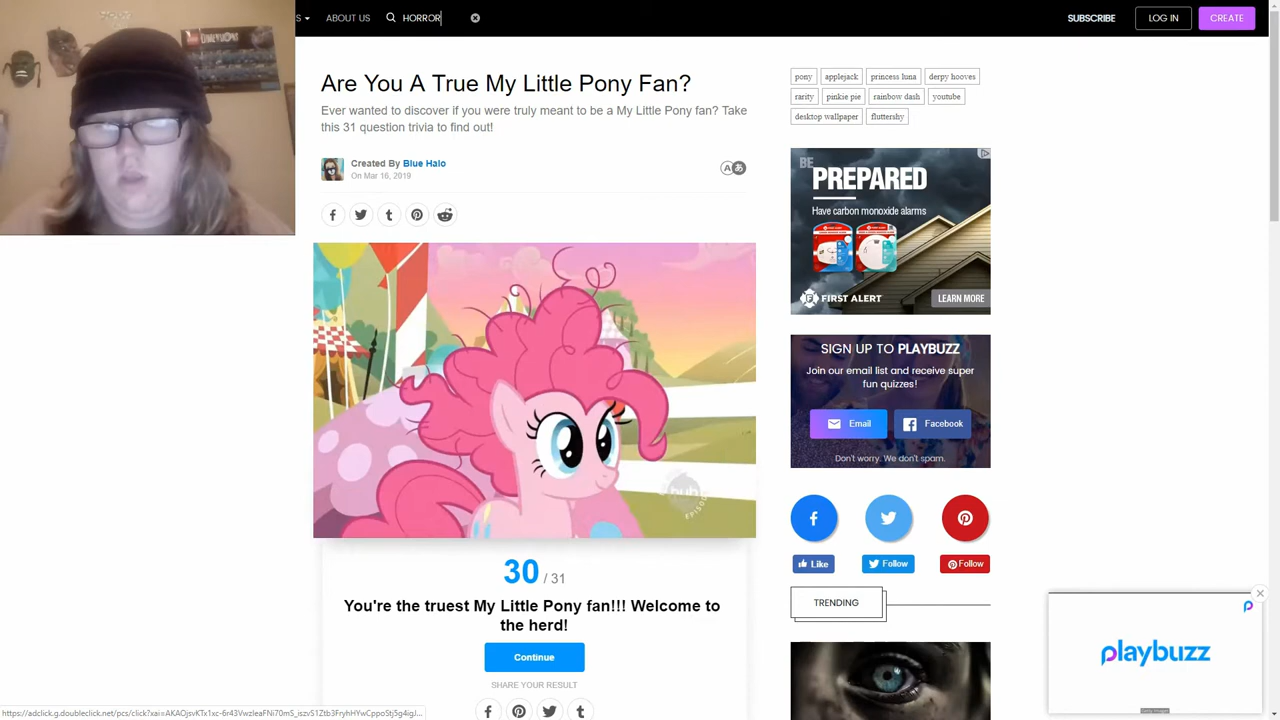 S
ABOUT US
HORROR
SUBSCRIBE
LOG IN
CREATE
Are You A True My Little Pony Fan?
Ever wanted to discover if you were truly meant to be a My Little Pony fan? Take
this 31 question trivia to find out!
Created By Blue Halo
On Mar 16, 2019
pony applejack princess luna derpy hooves
rarity pinkie pie rainbow dash youtube
desktop wallpaper fluttershy
BE
PREPARED
Have carbon monoxide alarms
FIRST ALERT
LEARN MORE
SIGN UP TO PLAYBUZZ
Join our email list and receive super
fun quizzes!
Email
Facebook
Don't worry. We don't spam.
Like
Follow
Follow
TRENDING
hub
30 / 31
You're the truest My Little Pony fan!!! Welcome to
the herd!
Continue
SHARE YOUR RESULT
playbuzz